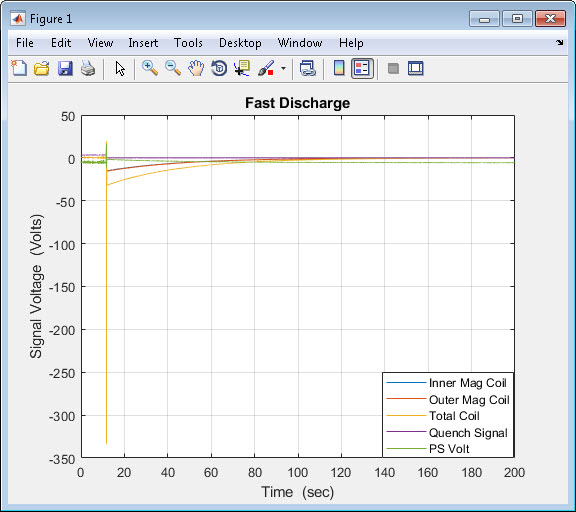 Figure 1
File Edit View Insert Tools Desktop Window Help
Fast Discharge
50
0
-50
-100
-150
-200
-250
-300
-350
Signal Voltage (Volts)
Inner Mag Coil
Outer Mag Coil
Total Coil
Quench Signal
PS Volt
0 20 40 60 80 100 120 140 160 180 200
Time (sec)